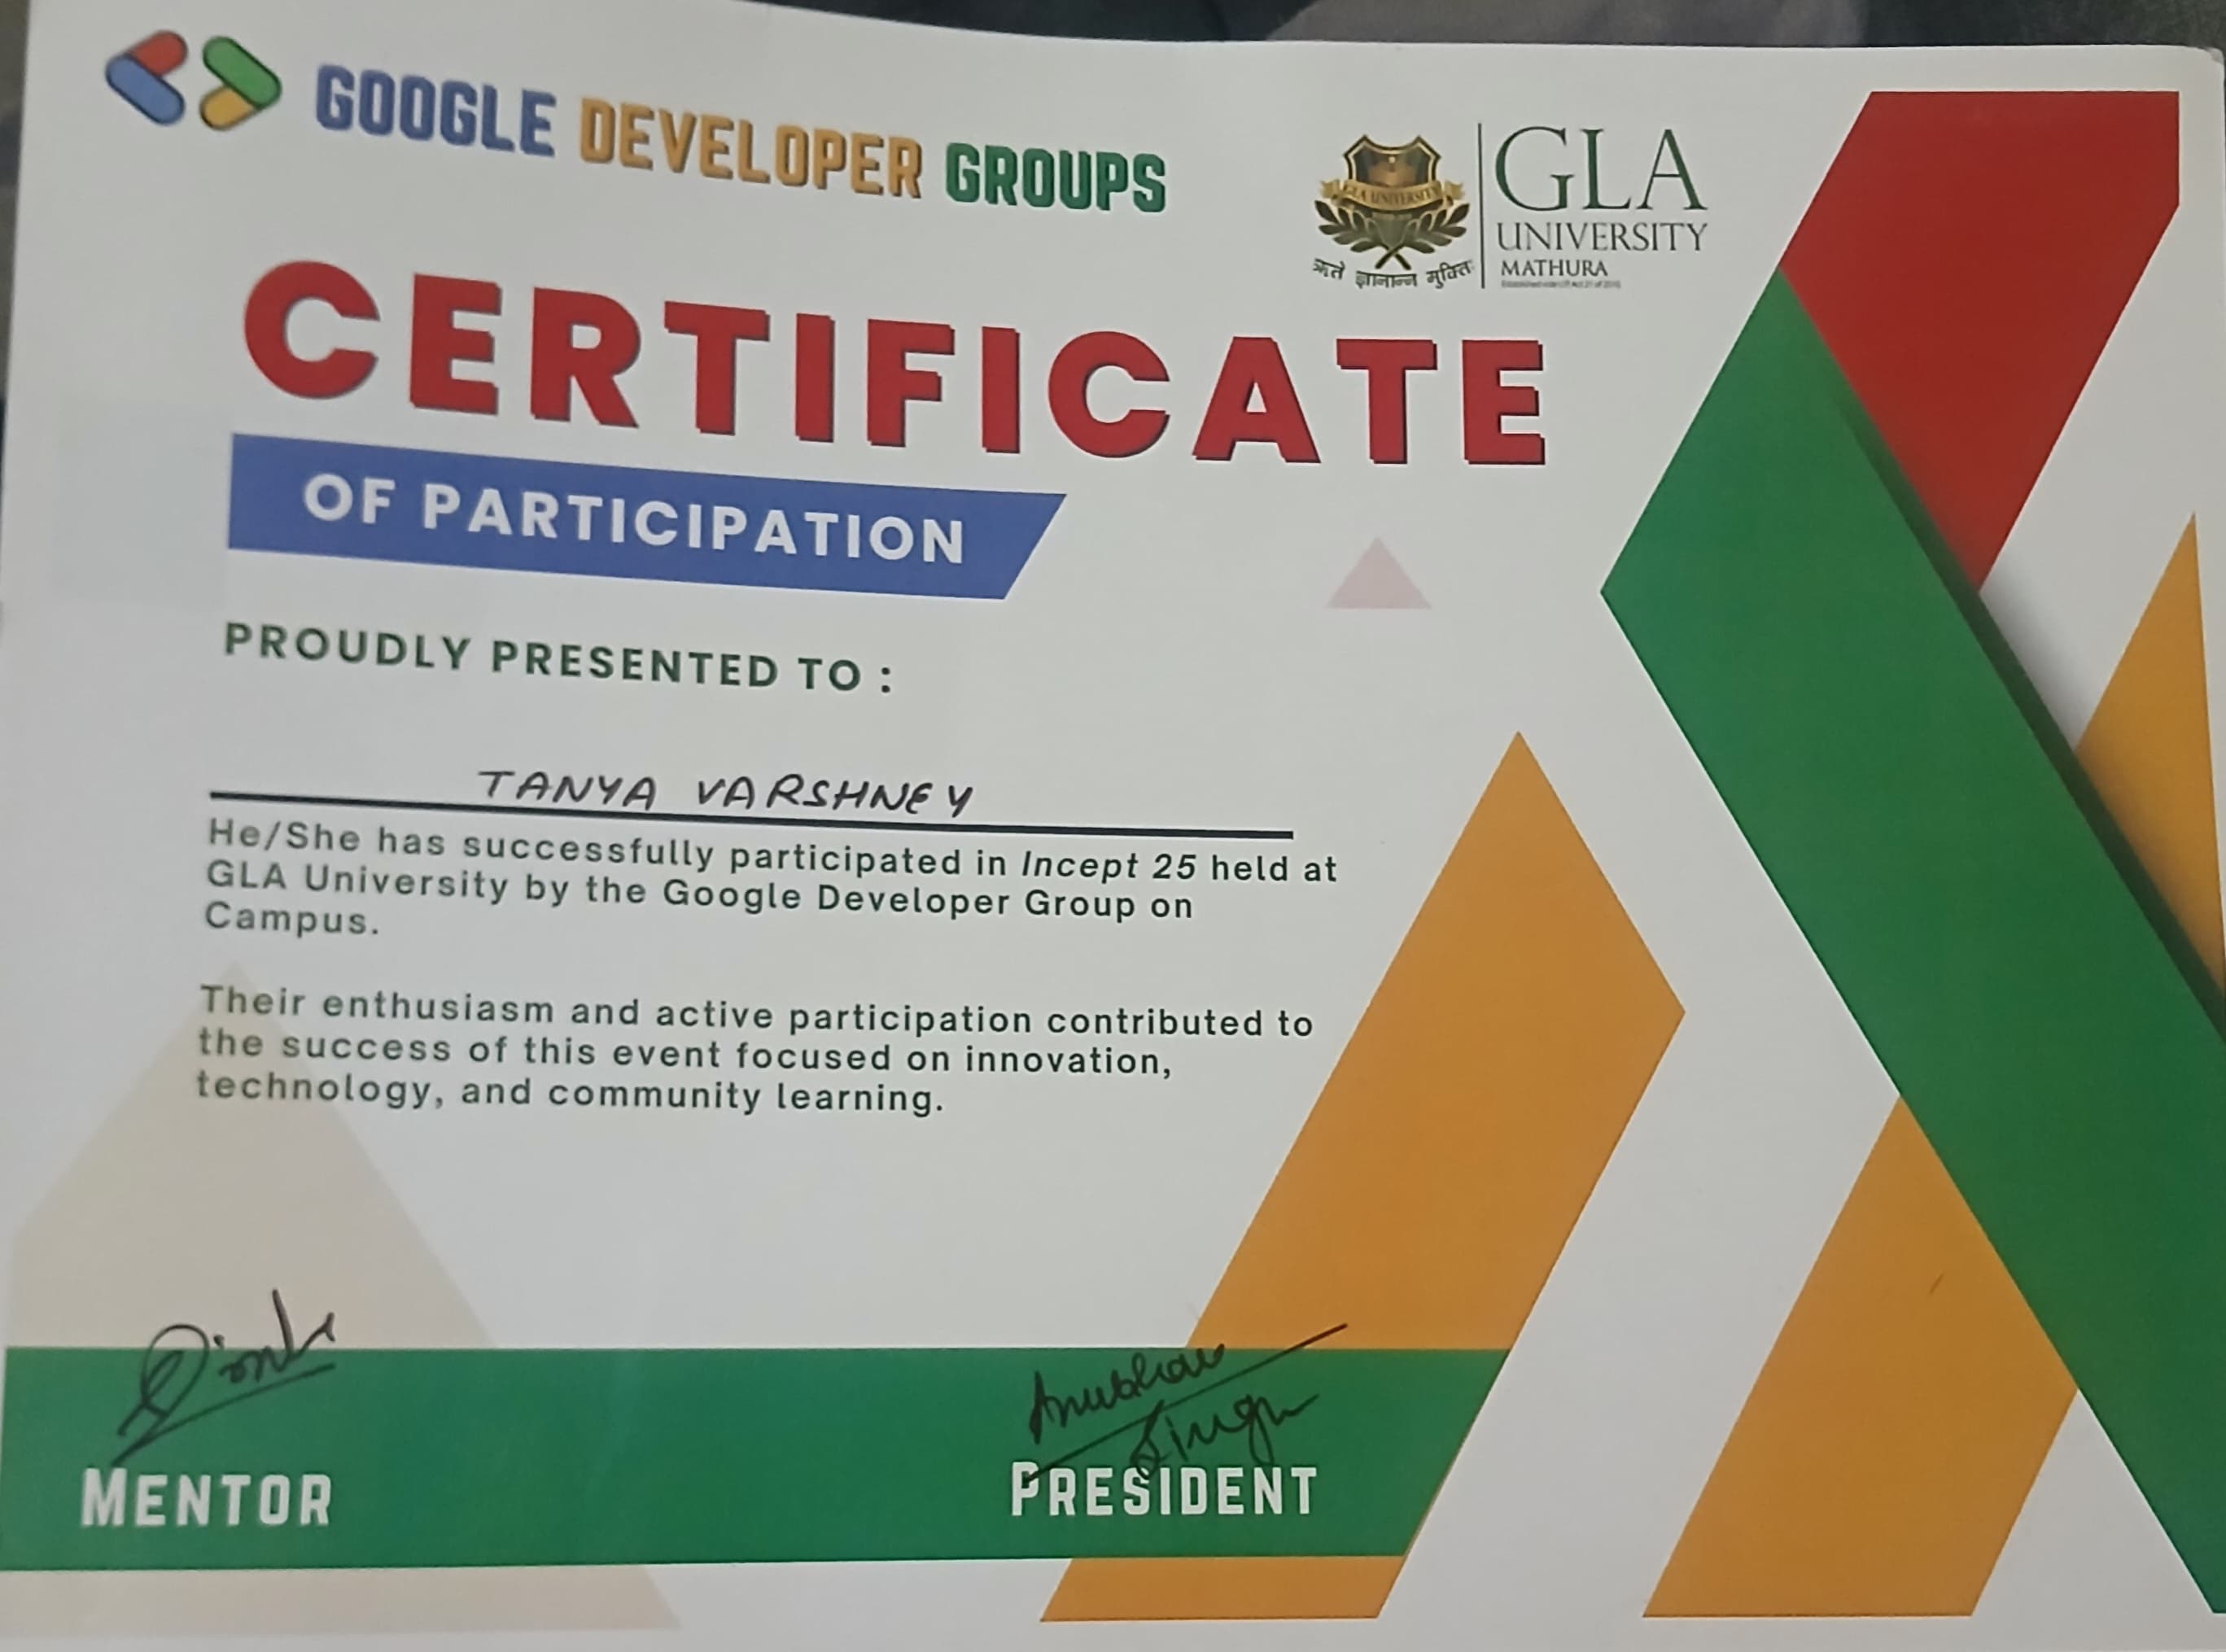 GOOGLE DEVELOPER GROUPS
GLA UNIVERSITY
ऋते ज्ञानान्न मुक्तिः
GLA
UNIVERSITY
MATHURA
CERTIFICATE
OF PARTICIPATION
PROUDLY PRESENTED TO :
TANYA VARSHNEY
He/She has successfully participated in Incept 25 held at
GLA University by the Google Developer Group on
Campus.
Their enthusiasm and active participation contributed to
the success of this event focused on innovation,
technology, and community learning.
Anubhav
Singh
MENTOR
PRESIDENT